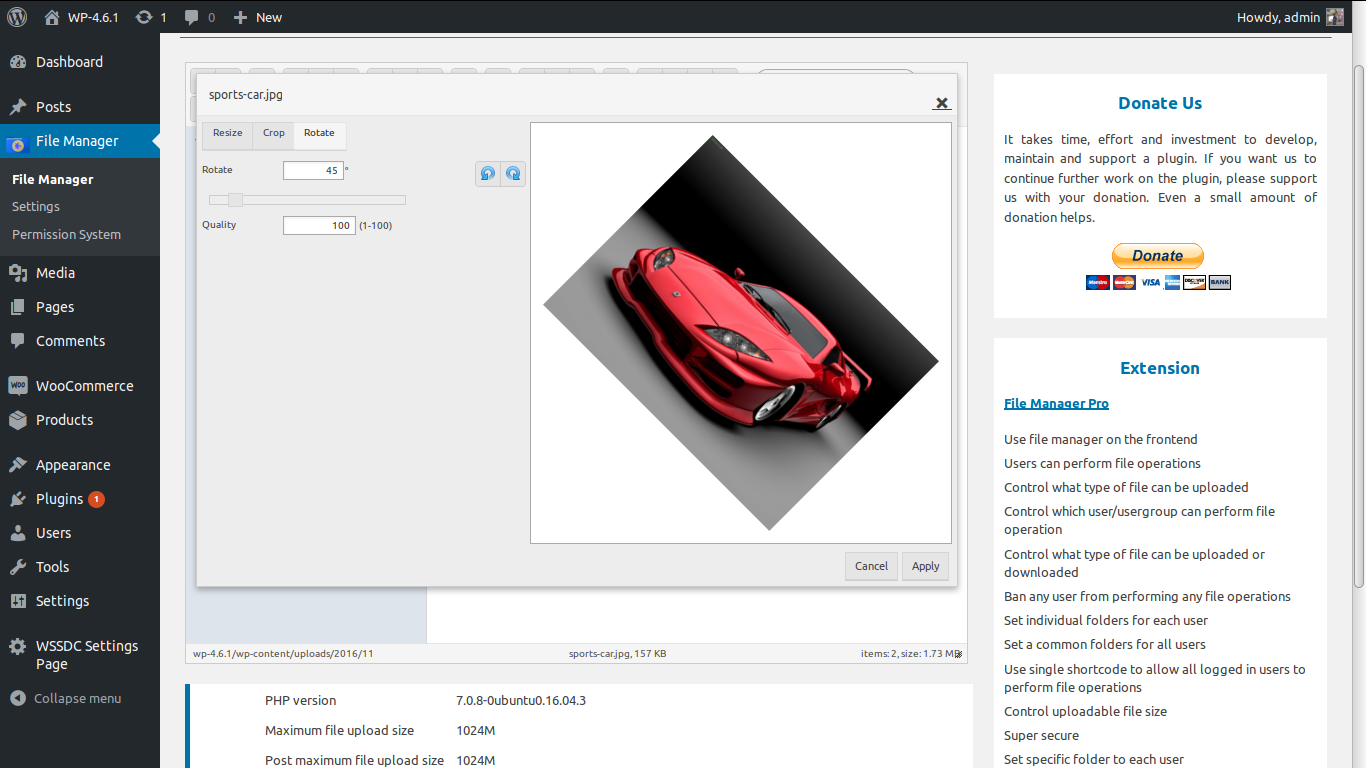 WP-4.6.1
1
0
New
Howdy, admin
Dashboard
Posts
File Manager
File Manager
Settings
Permission System
Media
Pages
Comments
WooCommerce
Products
Appearance
Plugins 1
Users
Tools
Settings
WSSDC Settings
Page
Collapse menu
sports-car.jpg
Resize
Crop
Rotate
Rotate
45 °
Quality
100 (1-100)
Cancel
Apply
wp-4.6.1/wp-content/uploads/2016/11
sports-car.jpg, 157 KB
items: 2, size: 1.73 MB
PHP version
7.0.8-0ubuntu0.16.04.3
Maximum file upload size
1024M
Post maximum file upload size
1024M
Donate Us
It takes time, effort and investment to develop,
maintain and support a plugin. If you want us to
continue further work on the plugin, please support
us with your donation. Even a small amount of
donation helps.
Donate
Maestro
MasterCard
VISA
DISCOVER
BANK
Extension
File Manager Pro
Use file manager on the frontend
Users can perform file operations
Control what type of file can be uploaded
Control which user/usergroup can perform file
operation
Control what type of file can be uploaded or
downloaded
Ban any user from performing any file operations
Set individual folders for each user
Set a common folders for all users
Use single shortcode to allow all logged in users to
perform file operations
Control uploadable file size
Super secure
Set specific folder to each user